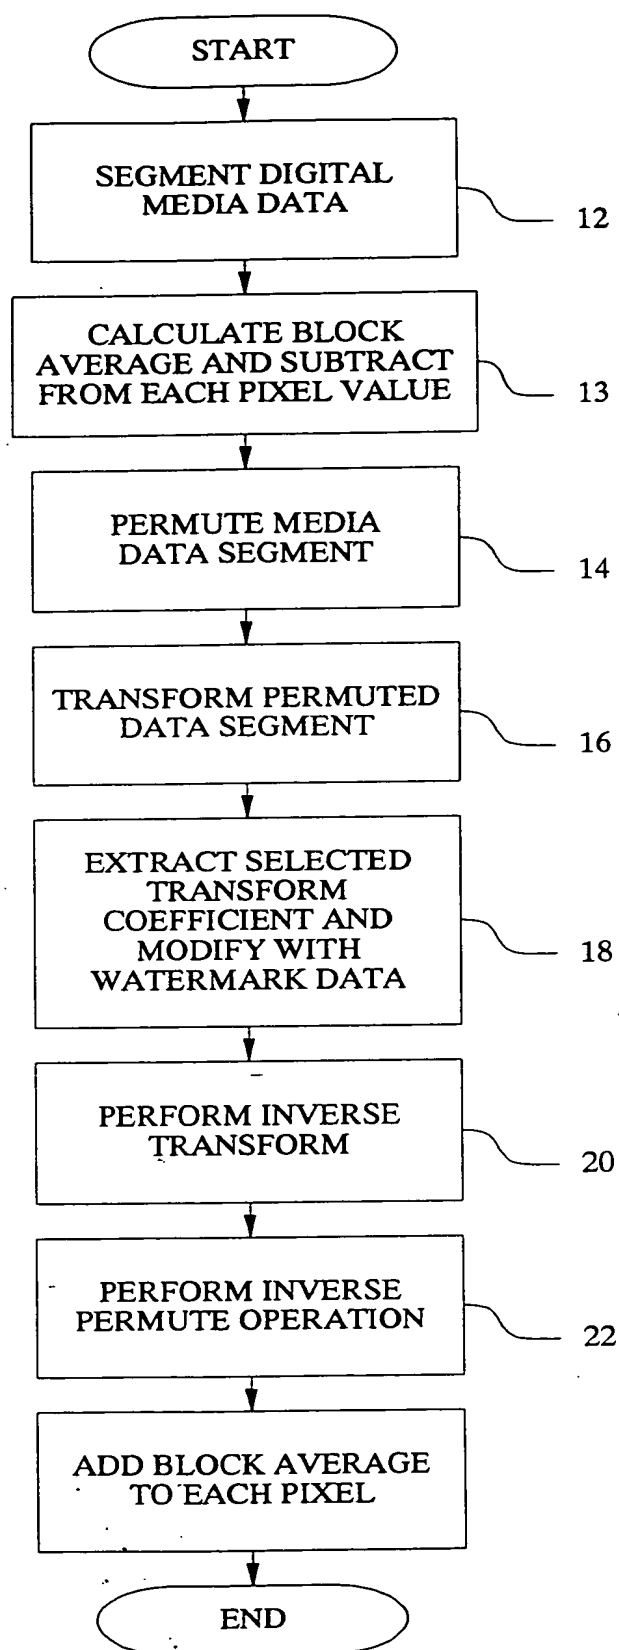 START
SEGMENT DIGITAL
MEDIA DATA
12
CALCULATE BLOCK
AVERAGE AND SUBTRACT
FROM EACH PIXEL VALUE
13
PERMUTE MEDIA
DATA SEGMENT
14
TRANSFORM PERMUTED
DATA SEGMENT
16
EXTRACT SELECTED
TRANSFORM
COEFFICIENT AND
MODIFY WITH
WATERMARK DATA
18
PERFORM INVERSE
TRANSFORM
20
PERFORM INVERSE
PERMUTE OPERATION
22
ADD BLOCK AVERAGE
TO EACH PIXEL
END